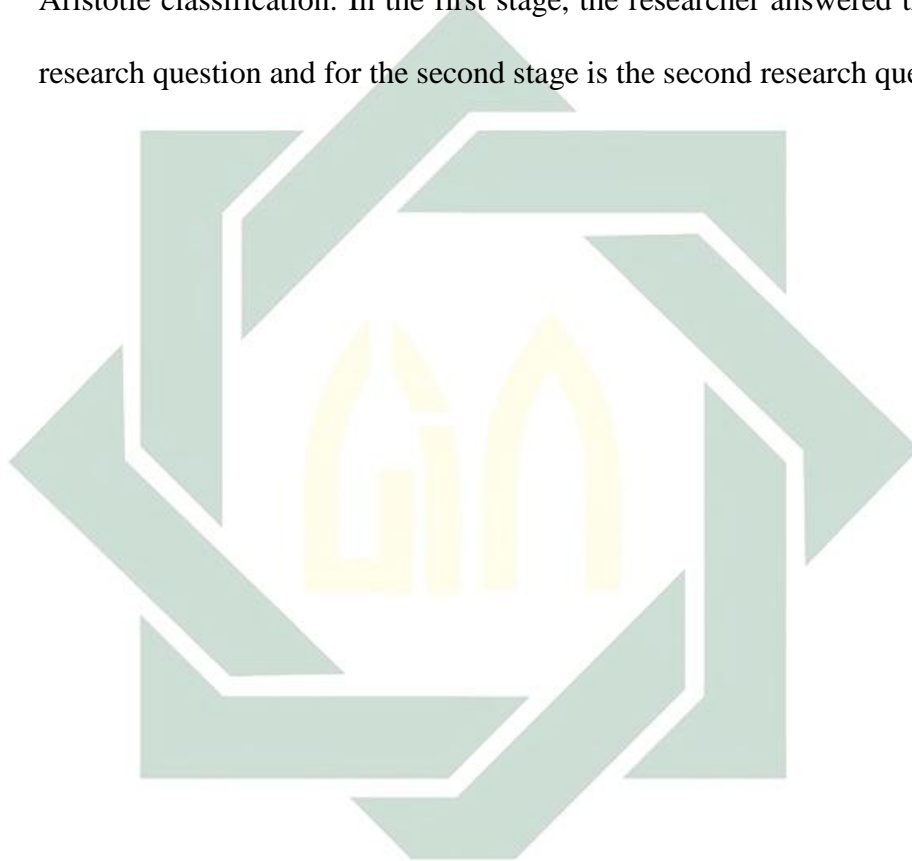 Aristotle classification. In the first stage, the researcher answered
research question and for the second stage is the second research